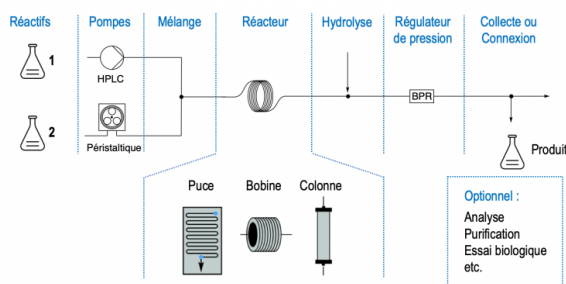 Réactifs
Pompes
Mélange
Réacteur
Hydrolyse
Régulateur
de pression
Collecte ou
Connexion
1
HPLC
2
Péristaltique
BPR
Produit
Puce
Bobine
Colonne
Optionnel :
Analyse
Purification
Essai biologique
etc.